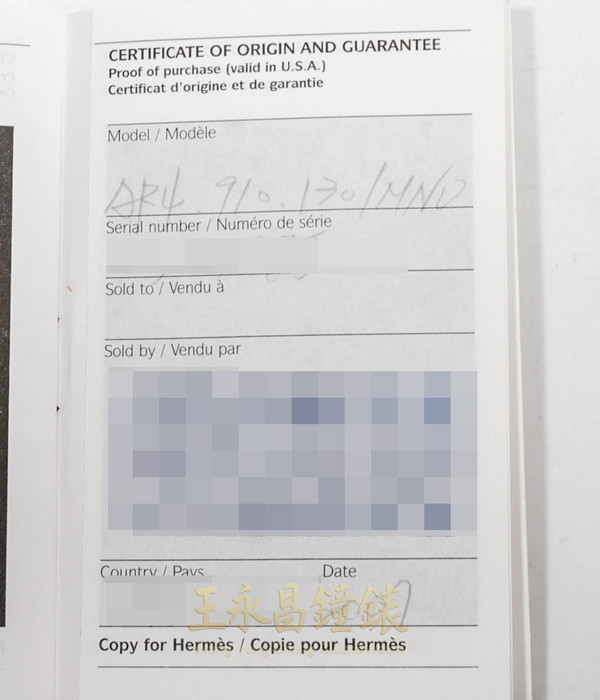 CERTIFICATE OF ORIGIN AND GUARANTEE
Proof of purchase (valid in U.S.A.)
Certificat d'origine et de garantie
Model / Modèle
AR4.910.130/MNO
Serial number / Numéro de série
Sold to / Vendu à
Sold by / Vendu par
Country / Pays
Date
王永昌鐘錶
Copy for Hermès / Copie pour Hermès